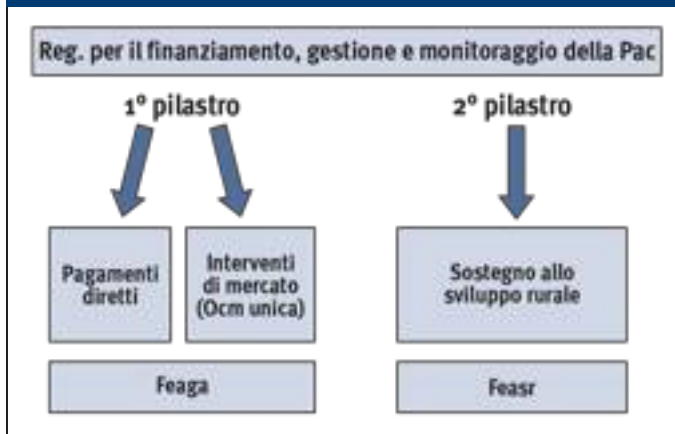 Reg. per il finanziamento, gestione e monitoraggio della Pac
1° pilastro
2° pilastro
Pagamenti
diretti
Interventi
di mercato
(Ocm unica)
Sostegno allo
sviluppo rurale
Feaga
Feasr